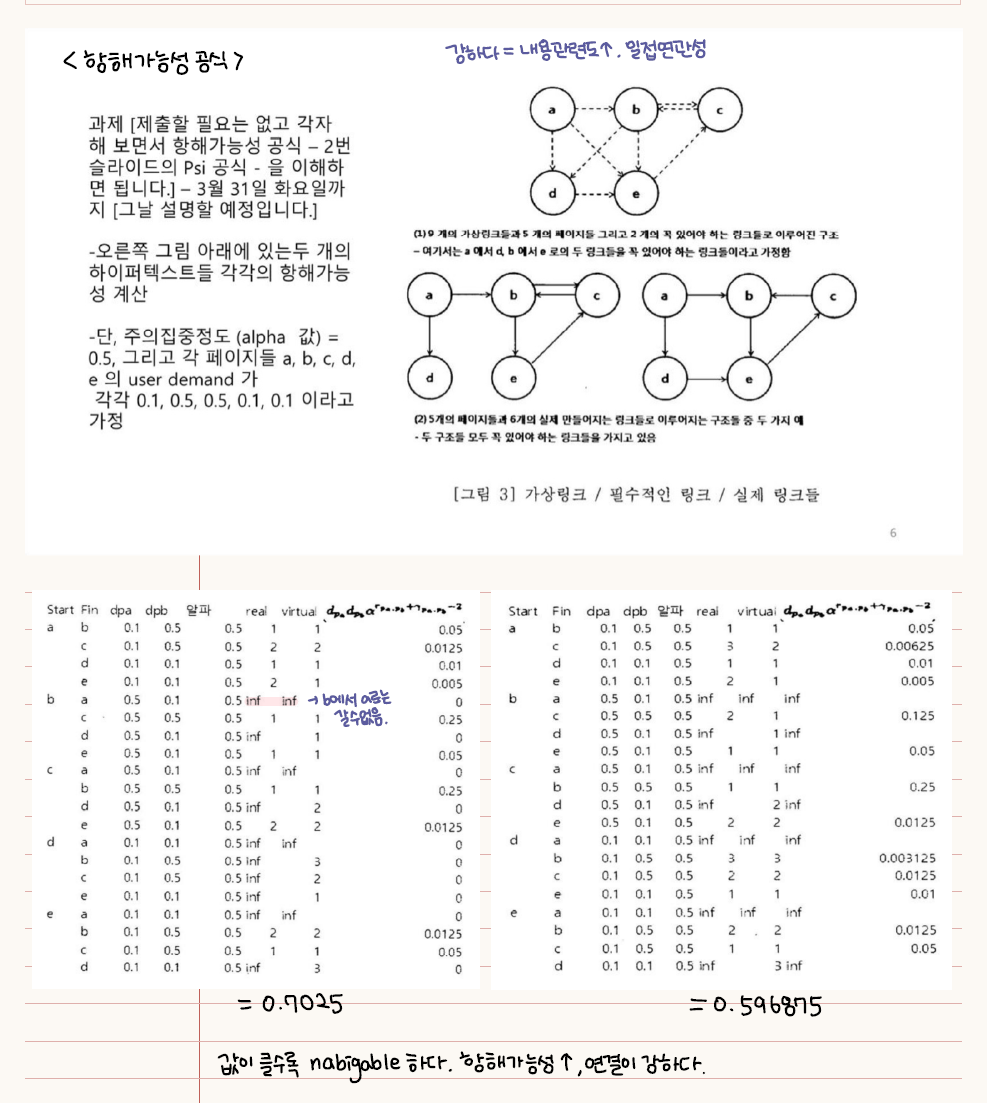 < 항해가능성 공식 >
강하다 = 내용관련도↑. 밀접연관성
과제 [제출할 필요는 없고 각자
해 보면서 항해가능성 공식 – 2번
슬라이드의 Psi 공식 - 을 이해하
면 됩니다.] – 3월 31일 화요일까
지 [그날 설명할 예정입니다.]
-오른쪽 그림 아래에 있는두 개의
하이퍼텍스트들 각각의 항해가능
성 계산
-단, 주의집중정도 (alpha 값) =
0.5, 그리고 각 페이지들 a, b, c, d,
e 의 user demand 가
각각 0.1, 0.5, 0.5, 0.1, 0.1 이라고
가정
a b c
d e
(1) 9 개의 가상링크들과 5 개의 페이지들 그리고 2 개의 꼭 있어야 하는 링크들로 이루어진 구조
– 여기서는 a 에서 d, b 에서 e 로의 두 링크들을 꼭 있어야 하는 링크들이라고 가정함
a b c a b c
d e d e
(2) 5개의 페이지들과 6개의 실제 만들어지는 링크들로 이루어지는 구조들 중 두 가지 예
- 두 구조들 모두 꼭 있어야 하는 링크들을 가지고 있음
[그림 3] 가상링크 / 필수적인 링크 / 실제 링크들
6
Start Fin dpa dpb 알파 real virtual
a b 0.1 0.5 0.5 1 1 0.05
c 0.1 0.5 0.5 2 2 0.0125
d 0.1 0.1 0.5 1 1 0.01
e 0.1 0.1 0.5 2 1 0.005
b a 0.5 0.1 0.5 inf inf → b에서 a로는 갈수없음. 0
c 0.5 0.5 0.5 1 1 0.25
d 0.5 0.1 0.5 inf 1 0
e 0.5 0.1 0.5 1 1 0.05
c a 0.5 0.1 0.5 inf inf 0
b 0.5 0.5 0.5 1 1 0.25
d 0.5 0.1 0.5 inf 2 0
e 0.5 0.1 0.5 2 2 0.0125
d a 0.1 0.1 0.5 inf inf 0
b 0.1 0.5 0.5 inf 3 0
c 0.1 0.5 0.5 inf 2 0
e 0.1 0.1 0.5 inf 1 0
e a 0.1 0.1 0.5 inf inf 0
b 0.1 0.5 0.5 2 2 0.0125
c 0.1 0.5 0.5 1 1 0.05
d 0.1 0.1 0.5 inf 3 0
= 0.7025
Start Fin dpa dpb 알파 real virtual
a b 0.1 0.5 0.5 1 1 0.05
c 0.1 0.5 0.5 3 2 0.00625
d 0.1 0.1 0.5 1 1 0.01
e 0.1 0.1 0.5 2 1 0.005
b a 0.5 0.1 0.5 inf inf inf
c 0.5 0.5 0.5 2 1 0.125
d 0.5 0.1 0.5 inf 1 inf
e 0.5 0.1 0.5 1 1 0.05
c a 0.5 0.1 0.5 inf inf inf
b 0.5 0.5 0.5 1 1 0.25
d 0.5 0.1 0.5 inf 2 inf
e 0.5 0.1 0.5 2 2 0.0125
d a 0.1 0.1 0.5 inf inf inf
b 0.1 0.5 0.5 3 3 0.003125
c 0.1 0.5 0.5 2 2 0.0125
e 0.1 0.1 0.5 1 1 0.01
e a 0.1 0.1 0.5 inf inf inf
b 0.1 0.5 0.5 2 2 0.0125
c 0.1 0.5 0.5 1 1 0.05
d 0.1 0.1 0.5 inf 3 inf
= 0.596875
값이 클수록 nabigable 하다. 항해가능성↑, 연결이 강하다.